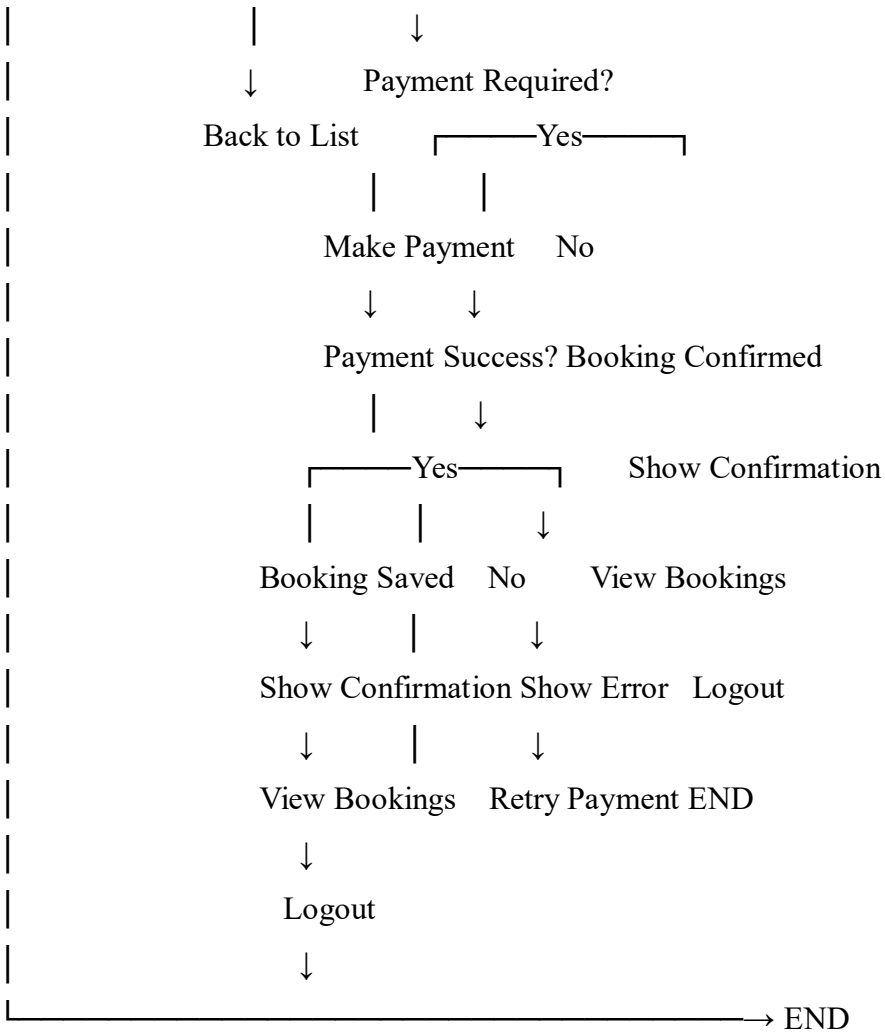 │ │ ↓
│ ↓ Payment Required?
│ Back to List ┌─────Yes─────┐
│ │ │
│ Make Payment No
│ ↓ ↓
│ Payment Success? Booking Confirmed
│ │ ↓
│ ┌─────Yes─────┐ Show Confirmation
│ │ │ ↓
│ Booking Saved No View Bookings
│ ↓ │ ↓
│ Show Confirmation Show Error Logout
│ ↓ │ ↓
│ View Bookings Retry Payment END
│ ↓
│ Logout
│ ↓
└────────────────────────────────────→ END